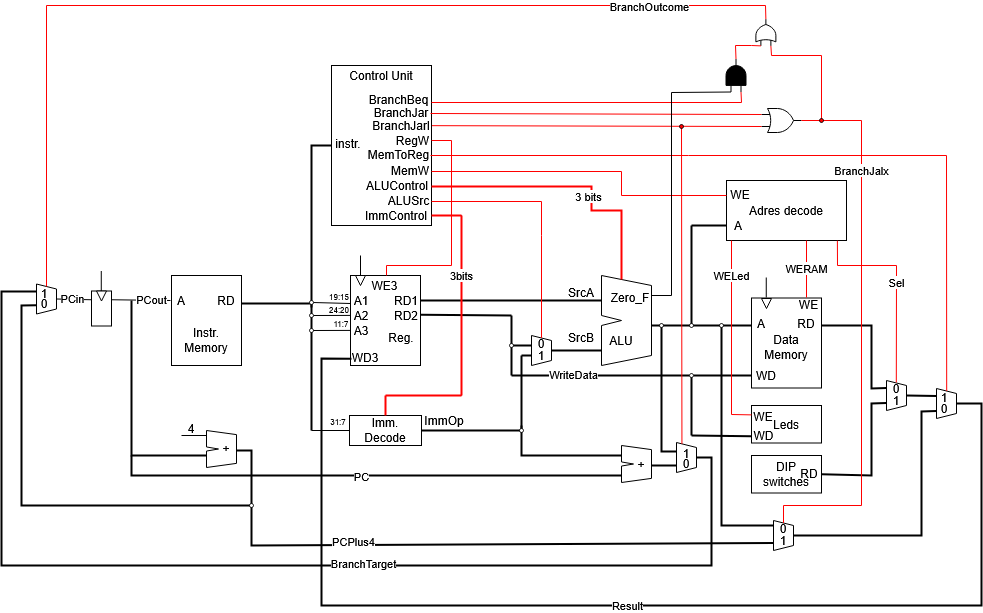 BranchOutcome
Control Unit
BranchBeq
BranchJar
BranchJarl
instr.
RegW
MemToReg
MemW
ALUControl
ALUSrc
ImmControl
3 bits
BranchJalx
WE
Adres decode
A
WELed
WERAM
Sel
3bits
1
0
PCin
PCout
A
RD
Instr.
Memory
19:15
24:20
11:7
WE3
A1
A2
A3
RD1
RD2
Reg.
WD3
SrcA
SrcB
Zero_F
ALU
0
1
WE
A
RD
Data
Memory
WD
WriteData
0
1
1
0
31:7
Imm.
Decode
ImmOp
WE
Leds
WD
4
+
+
1
0
DIP
switches
RD
PC
0
1
PCPlus4
BranchTarget
Result